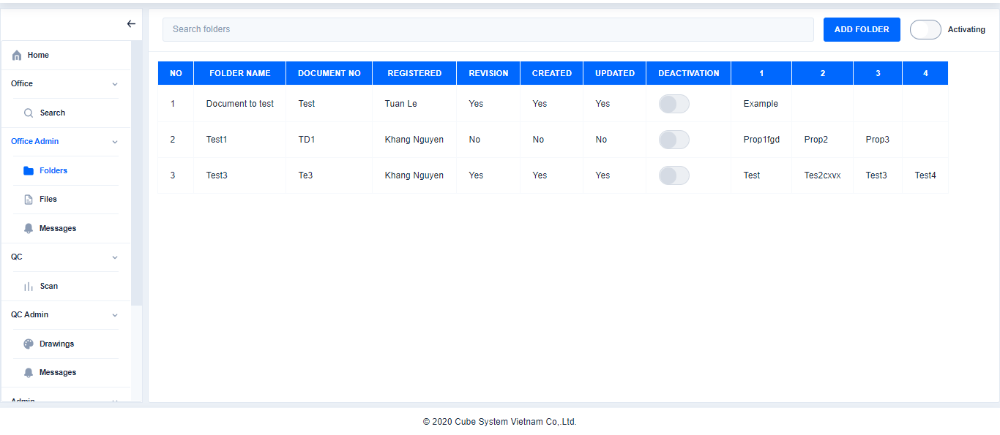 Search folders
ADD FOLDER
Activating
Home
Office
Search
Office Admin
Folders
Files
Messages
QC
Scan
QC Admin
Drawings
Messages
Admin
NO FOLDER NAME DOCUMENT NO REGISTERED REVISION CREATED UPDATED DEACTIVATION 1 2 3 4
1 Document to test Test Tuan Le Yes Yes Yes Example
2 Test1 TD1 Khang Nguyen No No No Prop1fgd Prop2 Prop3
3 Test3 Te3 Khang Nguyen Yes Yes Yes Test Tes2cxvx Test3 Test4
© 2020 Cube System Vietnam Co,.Ltd.